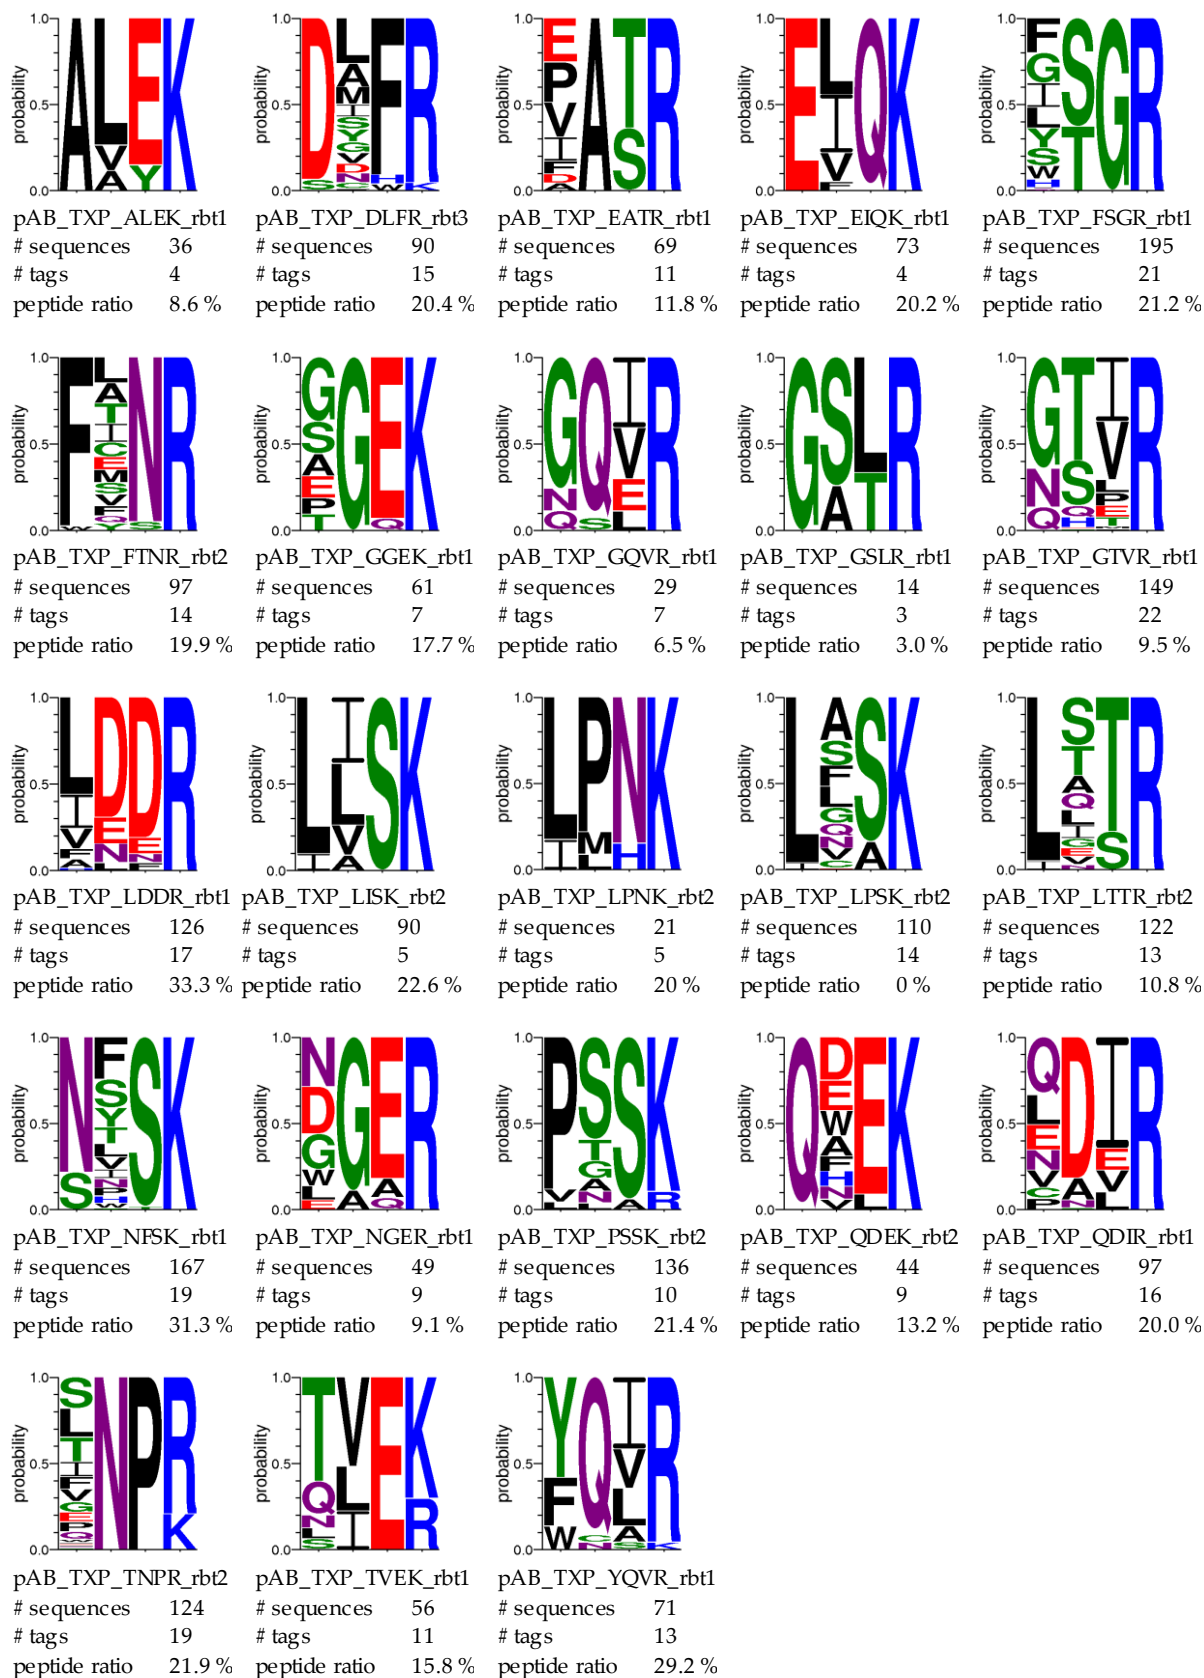 pAB_TXP_ALEK_rbt1 pAB_TXP_DLFR_rbt3 pAB_TXP_EATR_rbt1 pAB_TXP_EIQK_rbt1 pAB_TXP_FSGR_rbt1
# sequences 36 # sequences 90 # sequences 69 # sequences 73 # sequences 195
# tags 4 # tags 15 # tags 11 # tags 4 # tags 21
peptide ratio 8.6 % peptide ratio 20.4 % peptide ratio 11.8 % peptide ratio 20.2 % peptide ratio 21.2 %
pAB_TXP_FTNR_rbt2 pAB_TXP_GGEK_rbt1 pAB_TXP_GQVR_rbt1 pAB_TXP_GSLR_rbt1 pAB_TXP_GTVR_rbt1
# sequences 97 # sequences 61 # sequences 29 # sequences 14 # sequences 149
# tags 14 # tags 7 # tags 7 # tags 3 # tags 22
peptide ratio 19.9 % peptide ratio 17.7 % peptide ratio 6.5 % peptide ratio 3.0 % peptide ratio 9.5 %
pAB_TXP_LDDR_rbt1 pAB_TXP_LISK_rbt2 pAB_TXP_LPNK_rbt2 pAB_TXP_LPSK_rbt2 pAB_TXP_LTTR_rbt2
# sequences 126 # sequences 90 # sequences 21 # sequences 110 # sequences 122
# tags 17 # tags 5 # tags 5 # tags 14 # tags 13
peptide ratio 33.3 % peptide ratio 22.6 % peptide ratio 20 % peptide ratio 0 % peptide ratio 10.8 %
pAB_TXP_NFSK_rbt1 pAB_TXP_NGER_rbt1 pAB_TXP_PSSK_rbt2 pAB_TXP_QDEK_rbt2 pAB_TXP_QDIR_rbt1
# sequences 167 # sequences 49 # sequences 136 # sequences 44 # sequences 97
# tags 19 # tags 9 # tags 10 # tags 9 # tags 16
peptide ratio 31.3 % peptide ratio 9.1 % peptide ratio 21.4 % peptide ratio 13.2 % peptide ratio 20.0 %
pAB_TXP_TNPR_rbt2 pAB_TXP_TVEK_rbt1 pAB_TXP_YQVR_rbt1
# sequences 124 # sequences 56 # sequences 71
# tags 19 # tags 11 # tags 13
peptide ratio 21.9 % peptide ratio 15.8 % peptide ratio 29.2 %